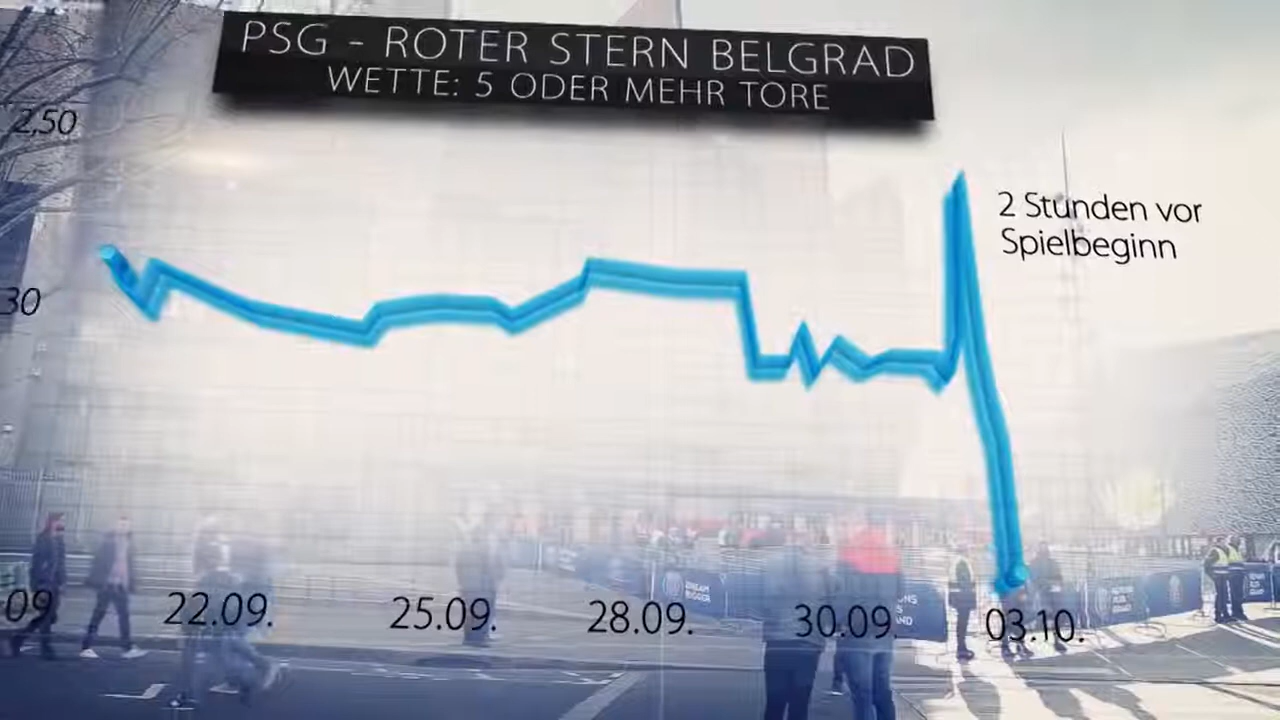 PSG - ROTER STERN BELGRAD
WETTE: 5 ODER MEHR TORE
2,50
2 Stunden vor
Spielbeginn
30
09.
22.09.
25.09.
28.09.
30.09.
03.10.